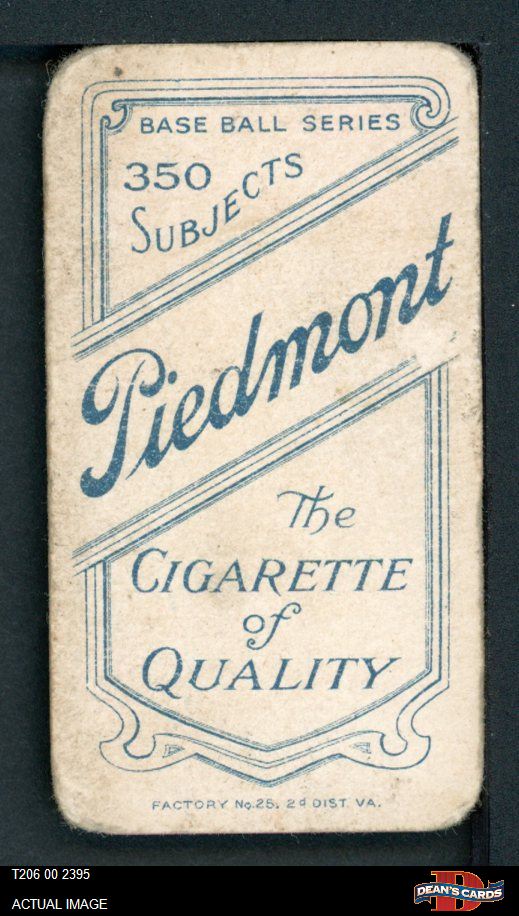 BASE BALL SERIES
350
SUBJECTS
Piedmont
The
CIGARETTE
of
QUALITY
FACTORY No. 25. 2d DIST. VA.
T206 00 2395
ACTUAL IMAGE
D
DEAN'S CARDS